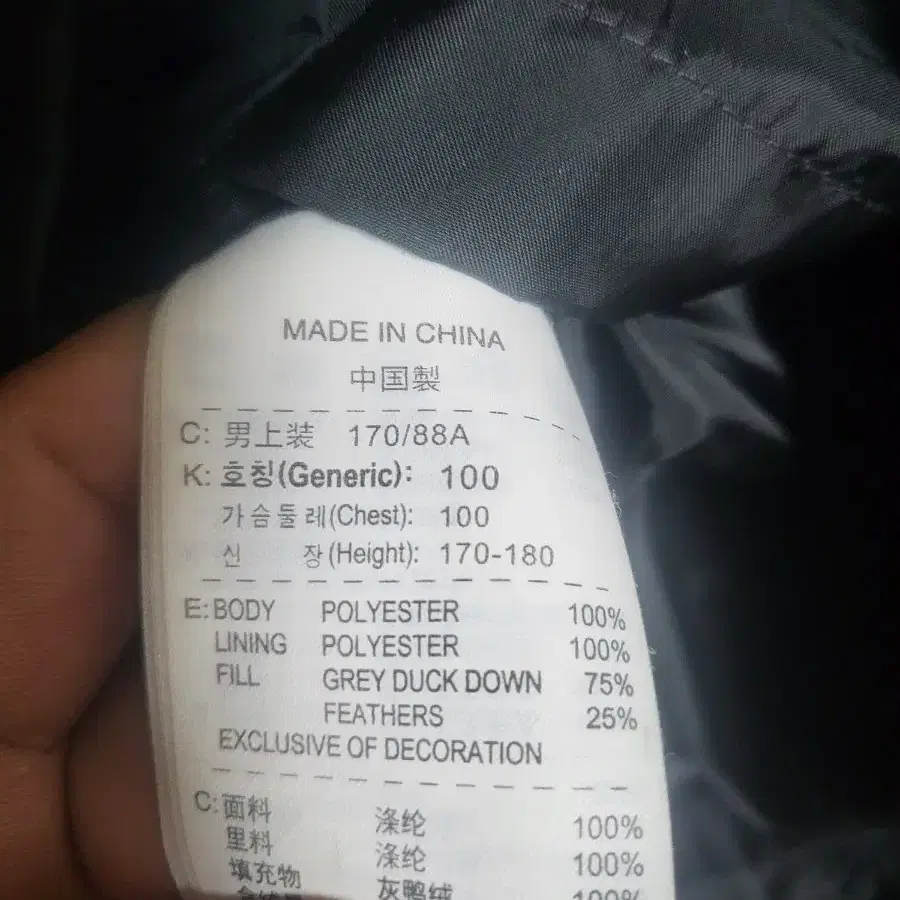 MADE IN CHINA
中国製
C: 男上装 170/88A
K: 호칭(Generic): 100
가슴둘레(Chest): 100
신 장(Height): 170-180
E: BODY POLYESTER 100%
LINING POLYESTER 100%
FILL GREY DUCK DOWN 75%
FEATHERS 25%
EXCLUSIVE OF DECORATION
C: 面料 涤纶 100%
里料 涤纶 100%
填充物 灰鸭绒 100%